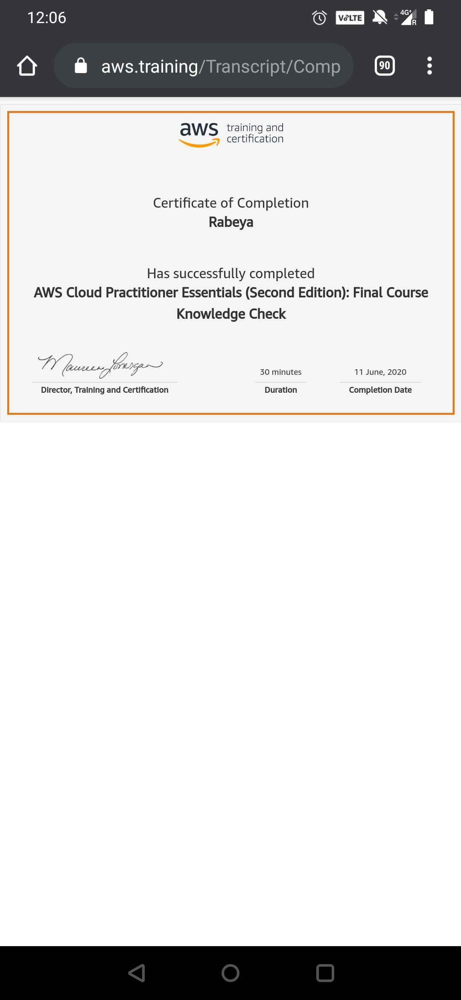 12:06
VoLTE
4G+
R
aws.training/Transcript/Comp
90
aws training and
certification
Certificate of Completion
Rabeya
Has successfully completed
AWS Cloud Practitioner Essentials (Second Edition): Final Course
Knowledge Check
Maureen Lonergan
30 minutes
11 June, 2020
Director, Training and Certification
Duration
Completion Date